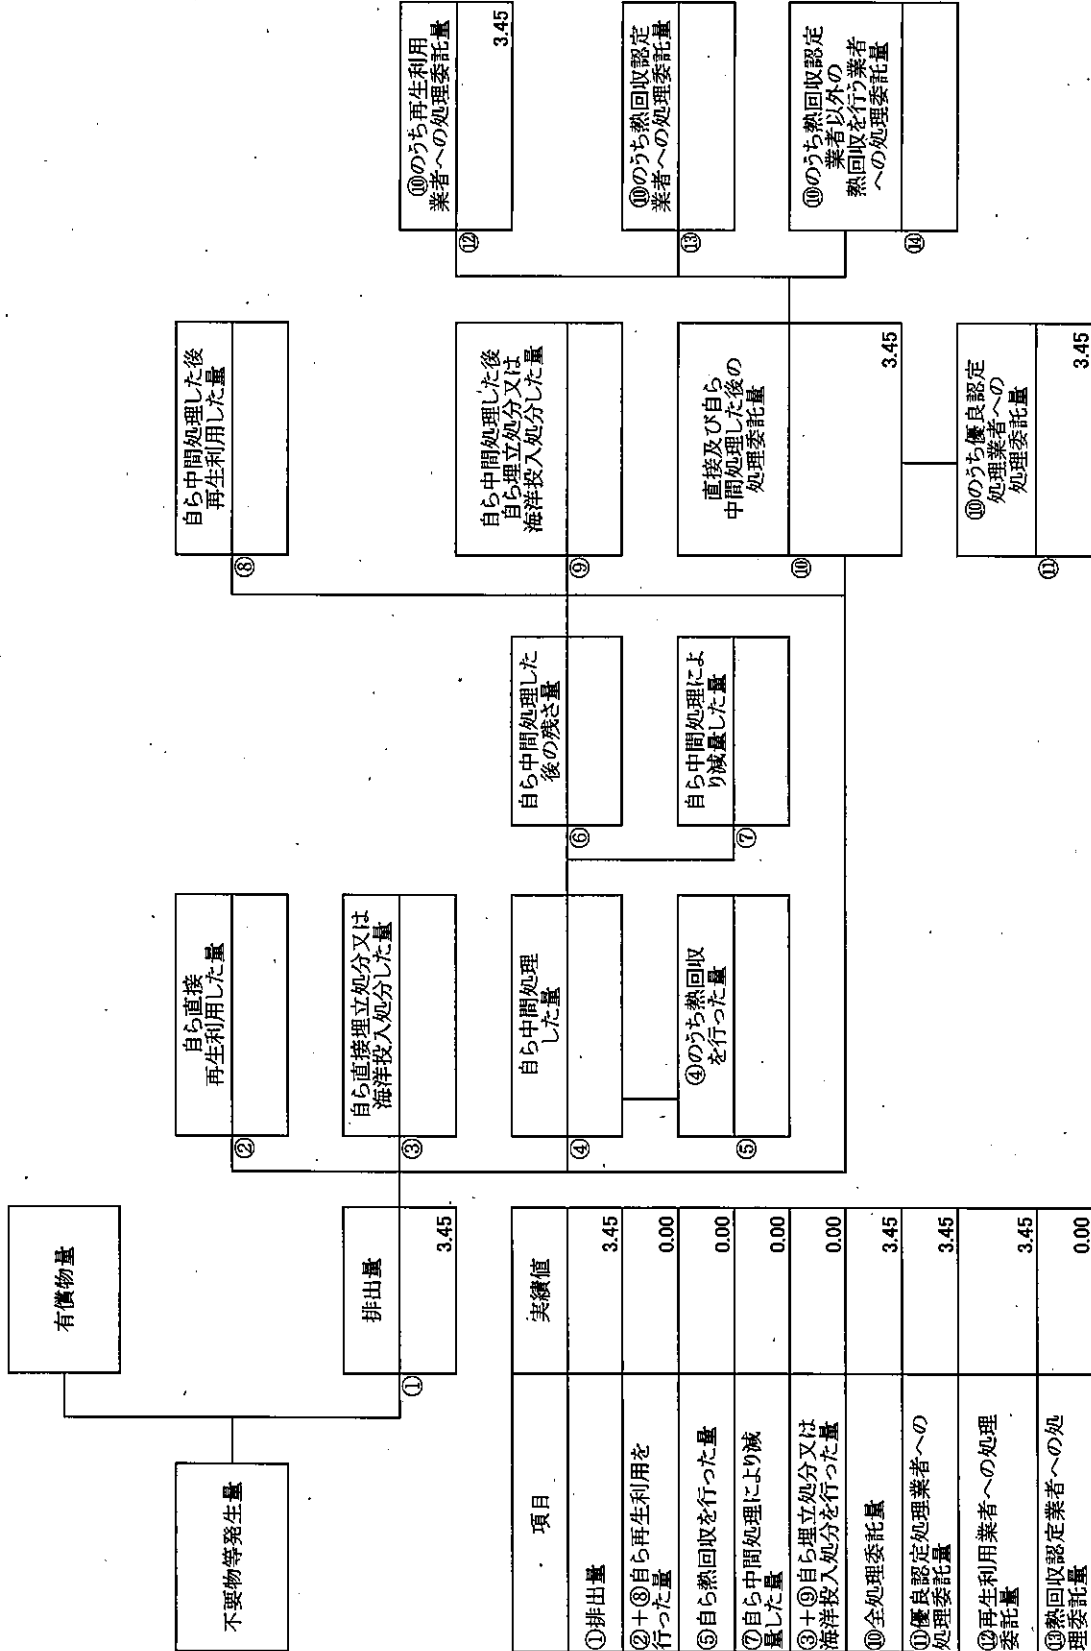 不要物等発生量
有償物量
排出量
①
3.45
自ら直接
再生利用した量
②
自ら直接埋立処分又は
海洋投入処分した量
③
自ら中間処理
した量
④
④のうち熱回収
を行った量
⑤
自ら中間処理した
後の残さ量
⑥
自ら中間処理によ
り減量した量
⑦
自ら中間処理した後
再生利用した量
⑧
自ら中間処理した後
自ら埋立処分又は
海洋投入処分した量
⑨
直接及び自ら
中間処理した後の
処理委託量
⑩
3.45
⑩のうち優良認定
処理業者への
処理委託量
⑪
3.45
⑩のうち再生利用
業者への処理委託量
⑫
3.45
⑩のうち熱回収認定
業者への処理委託量
⑬
⑩のうち熱回収認定
業者以外の
熱回収を行う業者
への処理委託量
⑭
項目
実績値
①排出量
3.45
②+⑧自ら再生利用を
行った量
0.00
⑤自ら熱回収を行った量
0.00
⑦自ら中間処理により減
量した量
0.00
③+⑨自ら埋立処分又は
海洋投入処分を行った量
0.00
⑩全処理委託量
3.45
⑪優良認定処理業者への
処理委託量
3.45
⑫再生利用業者への処理
委託量
3.45
⑬熱回収認定業者への処
理委託量
0.00